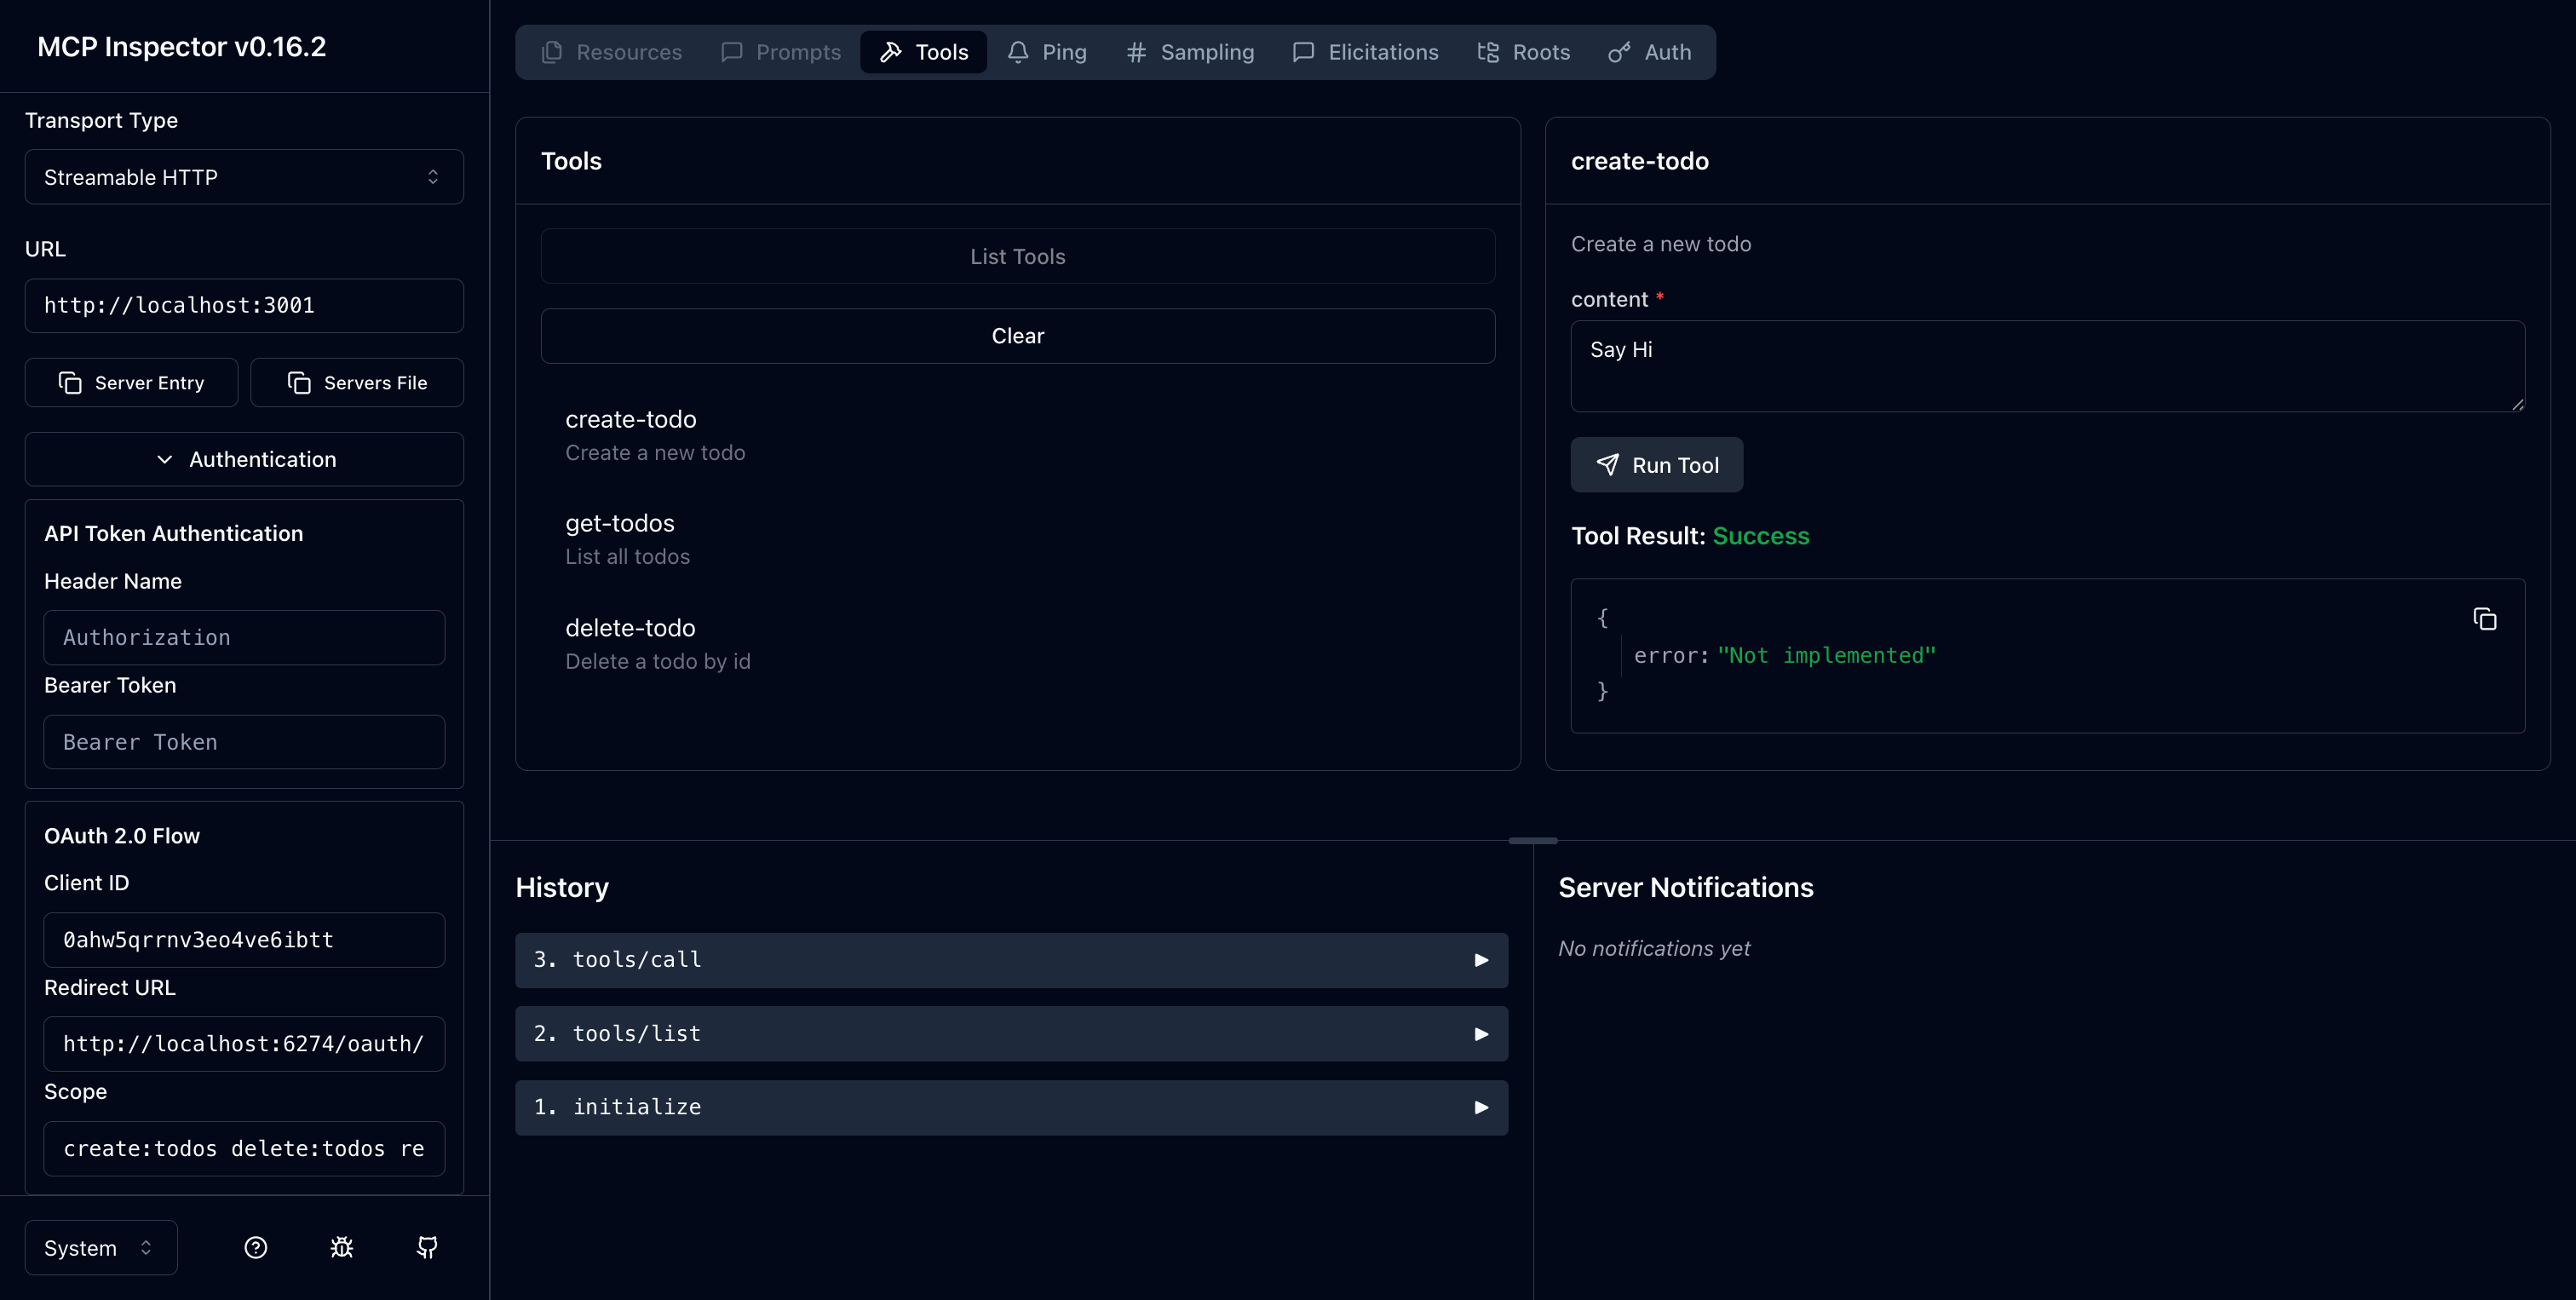 MCP Inspector v0.16.2
Transport Type
Streamable HTTP
URL
http://localhost:3001
Server Entry
Servers File
Authentication
API Token Authentication
Header Name
Authorization
Bearer Token
Bearer Token
OAuth 2.0 Flow
Client ID
0ahw5qrrnv3eo4ve6ibtt
Redirect URL
http://localhost:6274/oauth/
Scope
create:todos delete:todos re
System
Resources
Prompts
Tools
Ping
Sampling
Elicitations
Roots
Auth
Tools
List Tools
Clear
create-todo
Create a new todo
get-todos
List all todos
delete-todo
Delete a todo by id
create-todo
Create a new todo
content *
Say Hi
Run Tool
Tool Result: Success
{
error: "Not implemented"
}
History
3. tools/call
2. tools/list
1. initialize
Server Notifications
No notifications yet